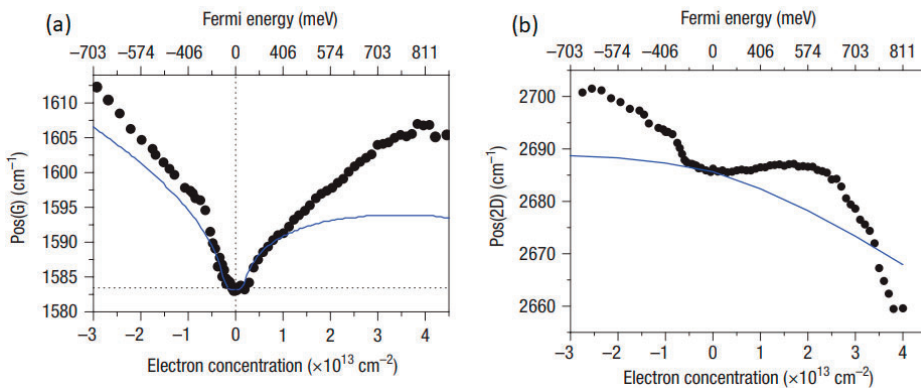 (a)
Fermi energy (meV)
−703 −574 −406 0 406 574 703 811
Pos(G) (cm−1)
1610
1605
1600
1595
1590
1585
1580
−3 −2 −1 0 1 2 3 4
Electron concentration (×10¹³ cm⁻²)
(b)
Fermi energy (meV)
−703 −574 −406 0 406 574 703 811
Pos(2D) (cm⁻¹)
2700
2690
2680
2670
2660
−3 −2 −1 0 1 2 3 4
Electron concentration (×10¹³ cm⁻²)